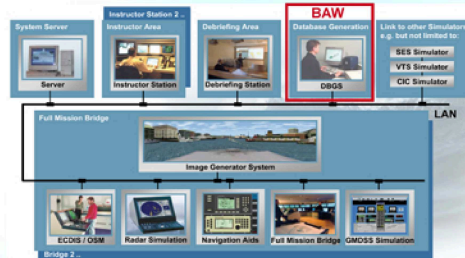 Instructor Station 2 ..
BAW
System Server
Instructor Area
Debriefing Area
Database Generation
Link to other Simulators
e.g. but not limited to
SES Simulator
VTS Simulator
CIC Simulator
Server
Instructor Station
Debriefing Station
DBGS
LAN
Full Mission Bridge
Image Generator System
ECDIS / OSM
Radar Simulation
Navigation Aids
Full Mission Bridge
GMDSS Simulation
Bridge 2 ..